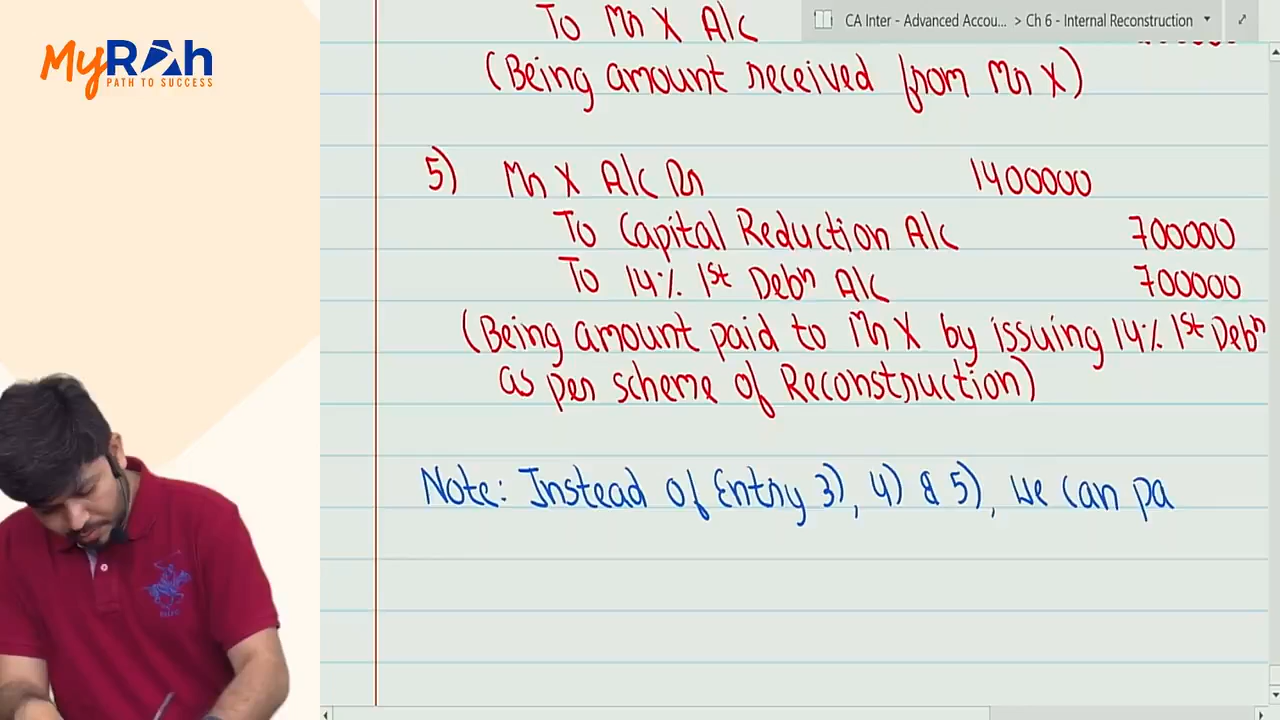 MyRAh
PATH TO SUCCESS
CA Inter - Advanced Accou... > Ch 6 - Internal Reconstruction
To Mr X A/c
(Being amount received from Mr X)
5) Mr X A/c Dr 1400000
To Capital Reduction A/c 700000
To 14% 1st Debn A/c 700000
(Being amount paid to Mr X by issuing 14% 1st Debn
as per scheme of Reconstruction)
Note: Instead of Entry 3), 4) & 5), we can pa